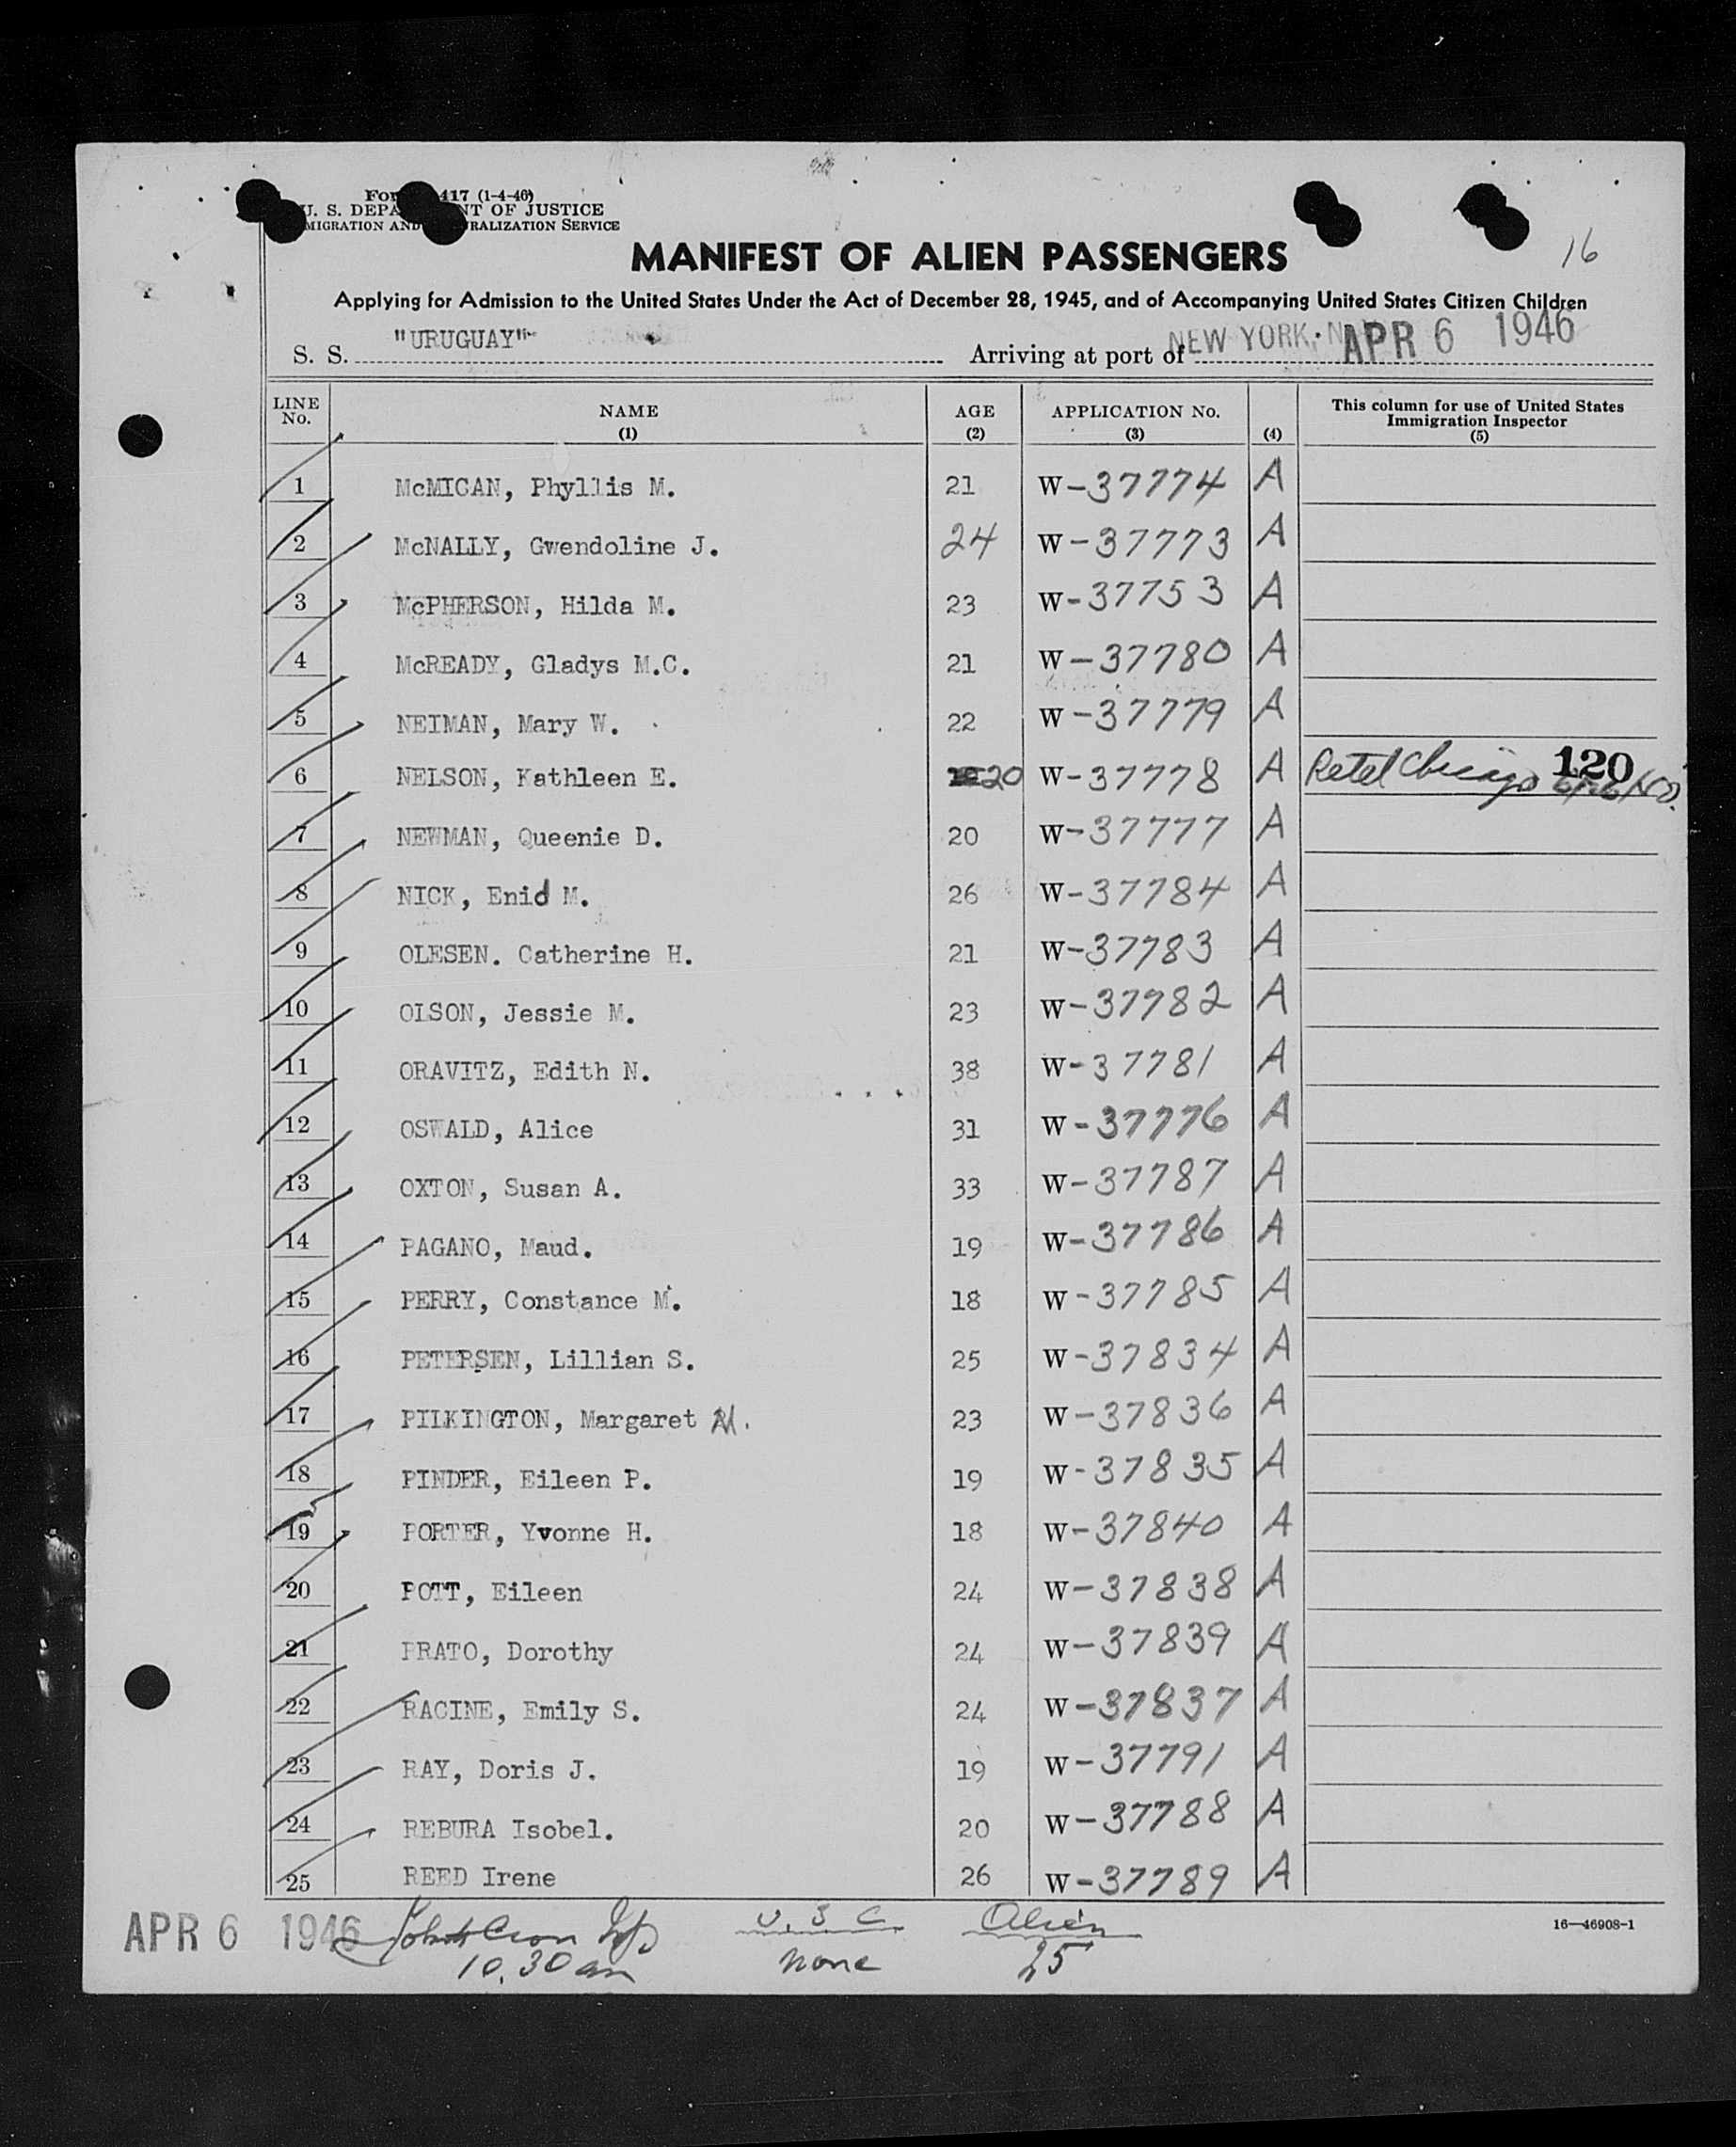 16
417 (1-4-46)
U. S. DEPA NT OF JUSTICE
MIGRATION AND RALIZATION SERVICE
MANIFEST OF ALIEN PASSENGERS
Applying for Admission to the United States Under the Act of December 28, 1945, and of Accompanying United States Citizen Children
S. S. "URUGUAY" Arriving at port of NEW YORK, N APR 6 1946
LINE No. NAME (1) AGE (2) APPLICATION No. (3) (4) This column for use of United States Immigration Inspector (5)
1 McMICAN, Phyllis M. 21 W-37774 A
2 McNALLY, Gwendoline J. 24 W-37773 A
3 McPHERSON, Hilda M. 23 W-37753 A
4 McREADY, Gladys M.C. 21 W-37780 A
5 NEIMAN, Mary W. 22 W-37779 A
6 NELSON, Kathleen E. 20 W-37778 A Retel Chicago 120
7 NEWMAN, Queenie D. 20 W-37777 A
8 NICK, Enid M. 26 W-37784 A
9 OLESEN. Catherine H. 21 W-37783 A
10 OLSON, Jessie M. 23 W-37782 A
11 ORAVITZ, Edith N. 38 W-37781 A
12 OSWALD, Alice 31 W-37776 A
13 OXTON, Susan A. 33 W-37787 A
14 PAGANO, Maud. 19 W-37786 A
15 PERRY, Constance M. 18 W-37785 A
16 PETERSEN, Lillian S. 25 W-37834 A
17 PILKINGTON, Margaret M. 23 W-37836 A
18 PINDER, Eileen P. 19 W-37835 A
19 PORTER, Yvonne H. 18 W-37840 A
20 POTT, Eileen 24 W-37838 A
21 PRATO, Dorothy 24 W-37839 A
22 RACINE, Emily S. 24 W-37837 A
23 RAY, Doris J. 19 W-37791 A
24 REBURA Isobel. 20 W-37788 A
25 REED Irene 26 W-37789 A
APR 6 1946 U.S.C. Alien 16—46908-1
10.30 am none 25